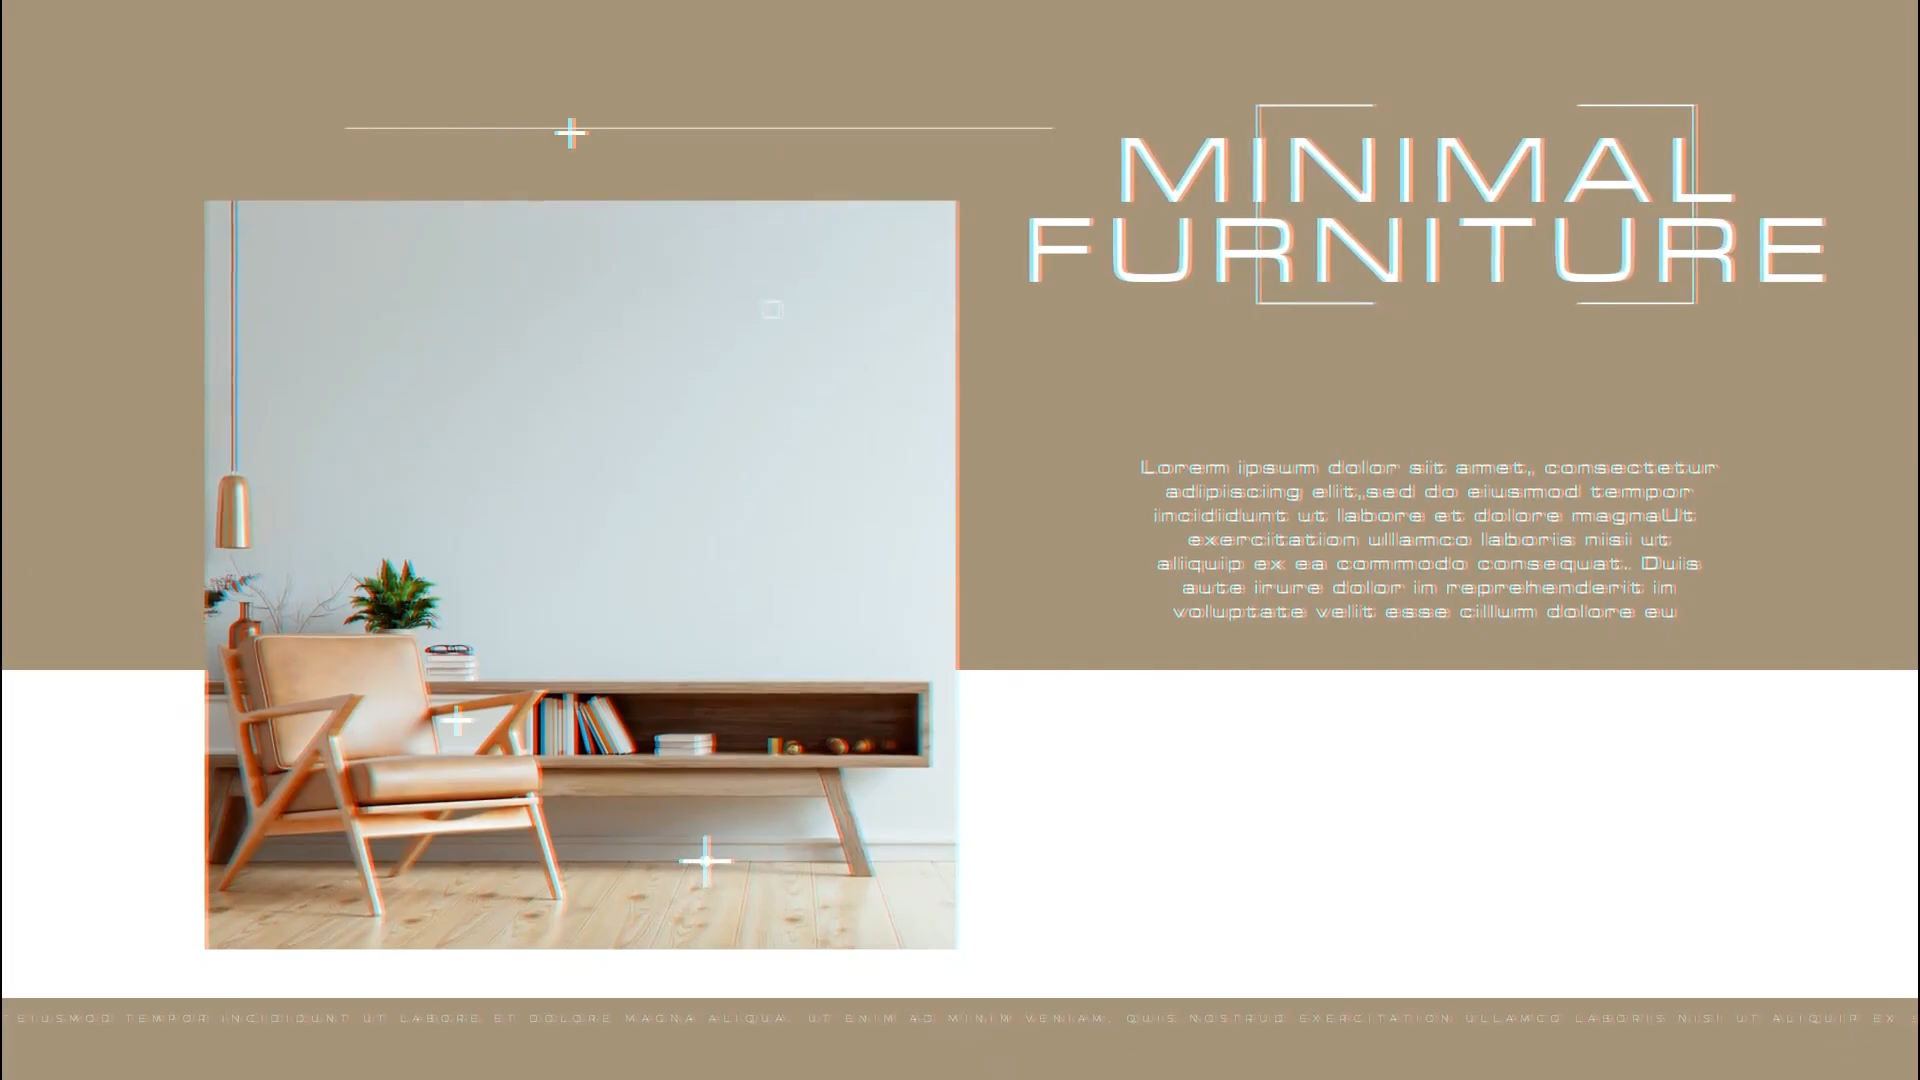 MINIMAL
FURNITURE
Lorem ipsum dolor sit amet, consectetur
adipiscing elit,sed do eiusmod tempor
incididunt ut labore et dolore magnaUt
exercitation ullamco laboris nisi ut
aliquip ex ea commodo consequat. Duis
aute irure dolor in reprehenderit in
voluptate velit esse cillum dolore eu
EIUSMOD TEMPOR INCIDIDUNT UT LABORE ET DOLORE MAGNA ALIQUA. UT ENIM AD MINIM VENIAM, QUIS NOSTRUD EXERCITATION ULLAMCO LABORIS NISI UT ALIQUIP EX